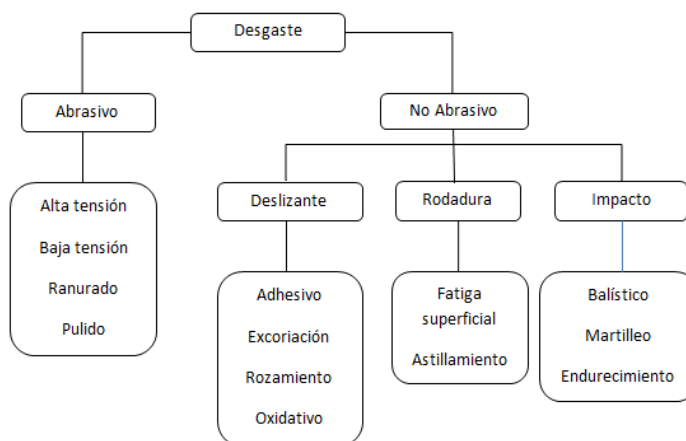 Desgaste
Abrasivo
No Abrasivo
Alta tensión
Baja tensión
Ranurado
Pulido
Deslizante
Rodadura
Impacto
Adhesivo
Excoriación
Rozamiento
Oxidativo
Fatiga
superficial
Astillamiento
Balístico
Martilleo
Endurecimiento